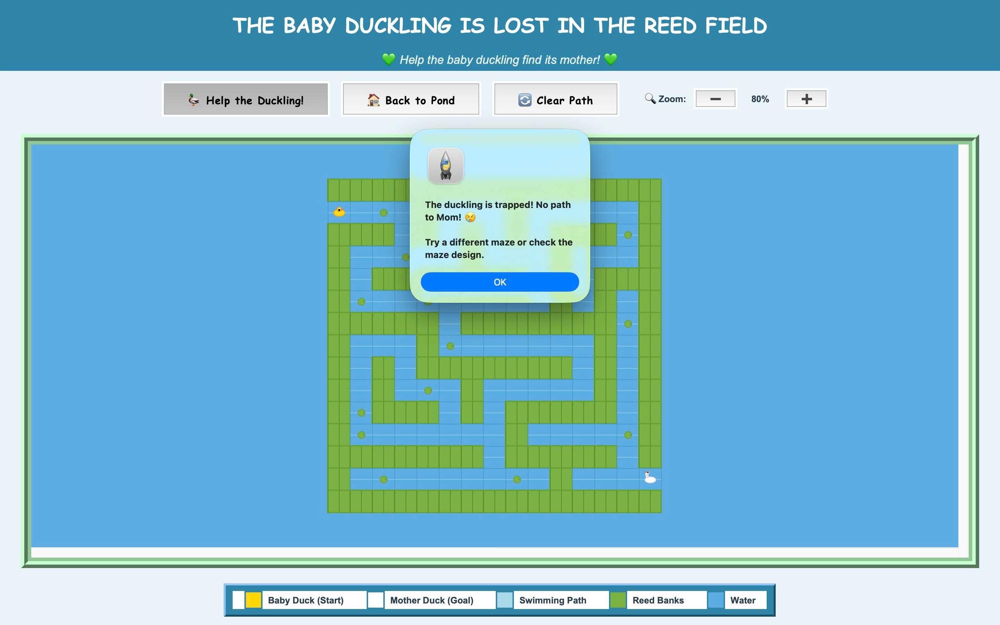 THE BABY DUCKLING IS LOST IN THE REED FIELD
💚 Help the baby duckling find its mother! 💚
🦆 Help the Duckling!
🏠 Back to Pond
🔄 Clear Path
🔍 Zoom:
−
80%
+
The duckling is trapped! No path
to Mom! 😢
Try a different maze or check the
maze design.
OK
Baby Duck (Start)
Mother Duck (Goal)
Swimming Path
Reed Banks
Water